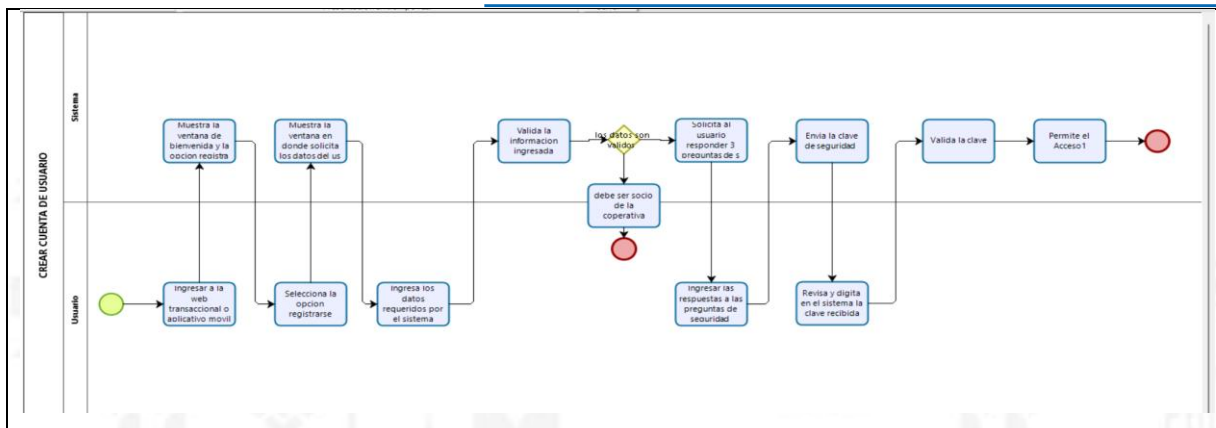 CREAR CUENTA DE USUARIO
Sistema
Muestra la
ventana de
bienvenida y la
opcion registra
Muestra la
ventana en
donde solicita
los datos del us
Valida la
informacion
ingresada
los datos son
validor
Solicita al
usuario
responder 3
preguntas de s
Envia la clave
de seguridad
Valida la clave
Permite el
Acceso1
debe ser socio
de la
coperativa
Usuario
Ingresar a la
web
transaccional o
aplicativo movil
Selecciona la
opcion
registrarse
Ingresa los
datos
requeridos por
el sistema
Ingresar las
respuestas a las
preguntas de
seguridad
Revisa y digita
en el sistema la
clave recibida